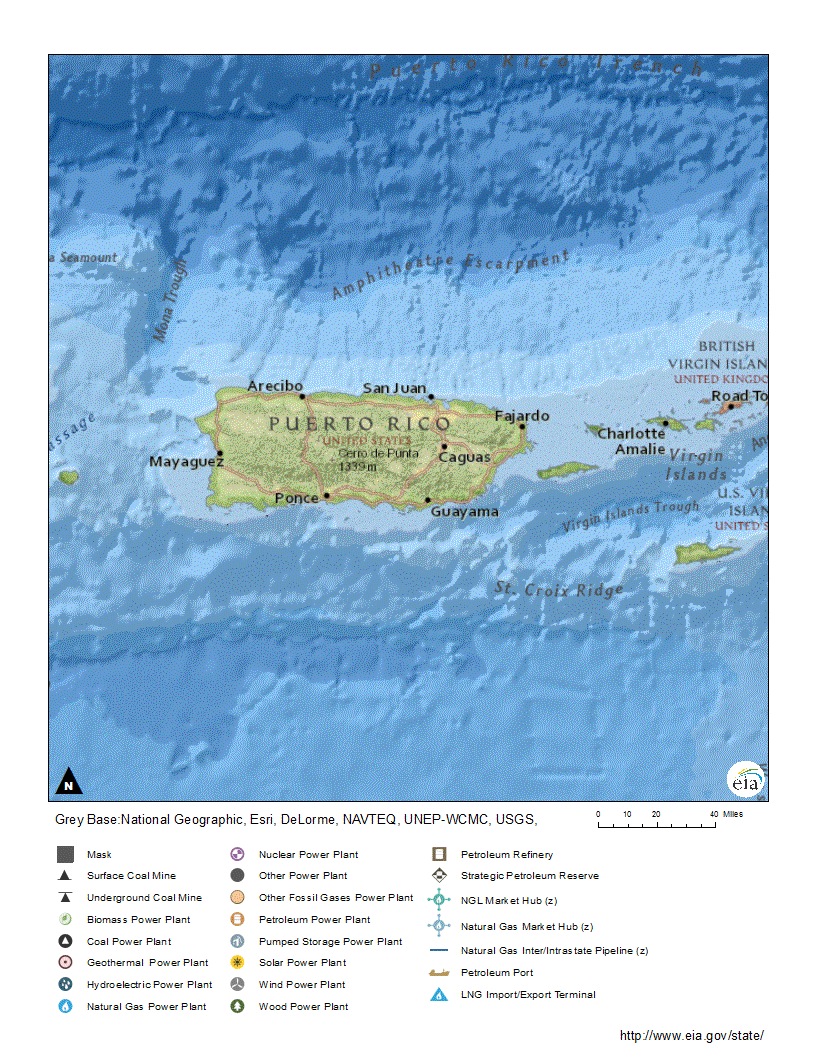 Puerto Rico Trench
a Seamount
Mona Trough
Amphitheatre Escarpment
BRITISH
VIRGIN ISLAN
UNITED KINGDO
Road To
Arecibo
San Juan
Fajardo
PUERTO RICO
UNITED STATES
Cerro de Punta
1339 m
Charlotte
Amalie
Virgin
Islands
assage
Mayaguez
Caguas
An
Ponce
Guayama
U.S. VI
ISLAN
UNITED S
Virgin Islands Trough
St. Croix Ridge
N
eia
Grey Base:National Geographic, Esri, DeLorme, NAVTEQ, UNEP-WCMC, USGS,
0 10 20 40 Miles
Mask
Surface Coal Mine
Underground Coal Mine
Biomass Power Plant
Coal Power Plant
Geothermal Power Plant
Hydroelectric Power Plant
Natural Gas Power Plant
Nuclear Power Plant
Other Power Plant
Other Fossil Gases Power Plant
Petroleum Power Plant
Pumped Storage Power Plant
Solar Power Plant
Wind Power Plant
Wood Power Plant
Petroleum Refinery
Strategic Petroleum Reserve
NGL Market Hub (z)
Natural Gas Market Hub (z)
Natural Gas Inter/Intrastate Pipeline (z)
Petroleum Port
LNG Import/Export Terminal
http://www.eia.gov/state/